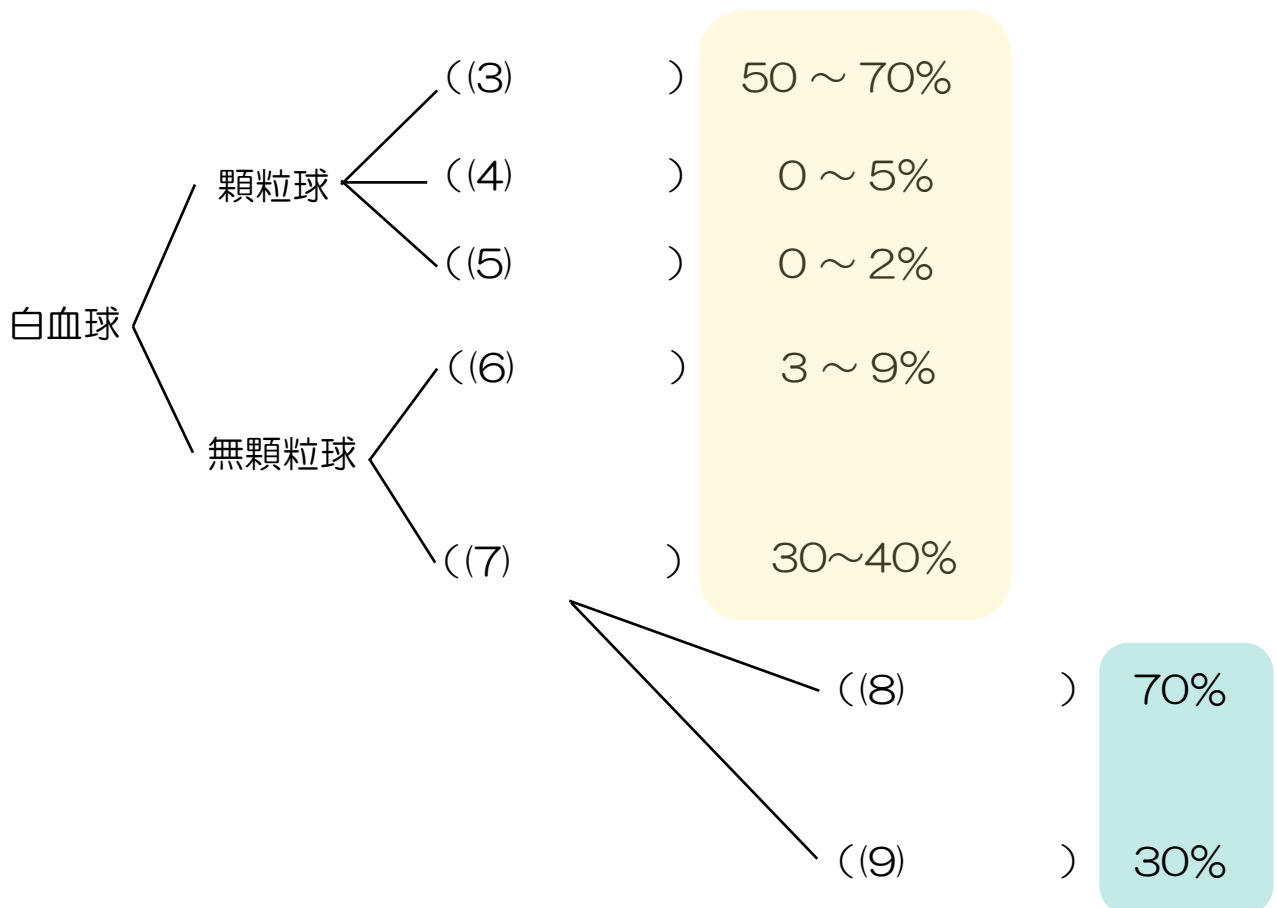 ((3) ) 50 ~ 70%
顆粒球 ((4) ) 0 ~ 5%
((5) ) 0 ~ 2%
白血球
((6) ) 3 ~ 9%
無顆粒球
((7) ) 30~40%
((8) ) 70%
((9) ) 30%